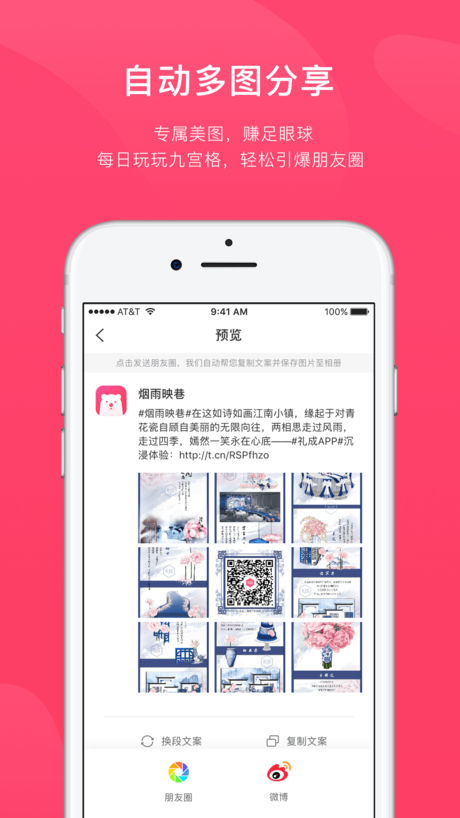 自动多图分享
专属美图，赚足眼球
每日玩玩九宫格，轻松引爆朋友圈
AT&T 9:41 AM 100%
预览
点击发送朋友圈，我们自动帮您复制文案并保存图片至相册
烟雨映巷
#烟雨映巷#在这如诗如画江南小镇，缘起于对青
花瓷自顾自美丽的无限向往，两相思走过风雨，
走过四季，嫣然一笑永在心底——#礼成APP#沉
浸体验：http://t.cn/RSPfhzo
换段文案 复制文案
朋友圈 微博